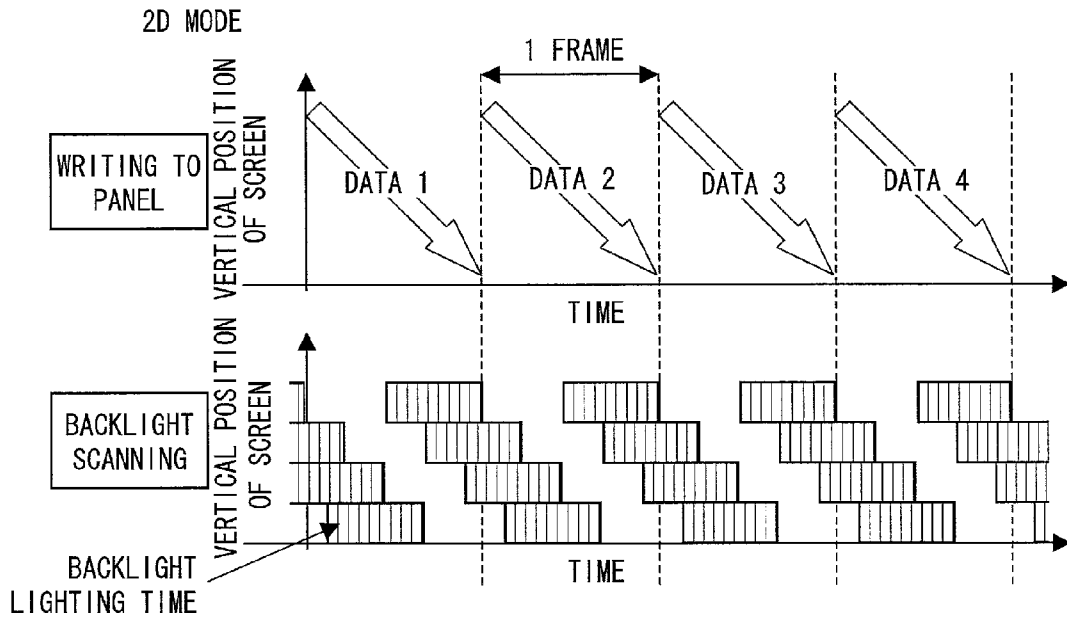 2D MODE
1 FRAME
WRITING TO
PANEL
VERTICAL POSITION
OF SCREEN
DATA 1
DATA 2
DATA 3
DATA 4
TIME
BACKLIGHT
SCANNING
VERTICAL POSITION
OF SCREEN
TIME
BACKLIGHT
LIGHTING TIME